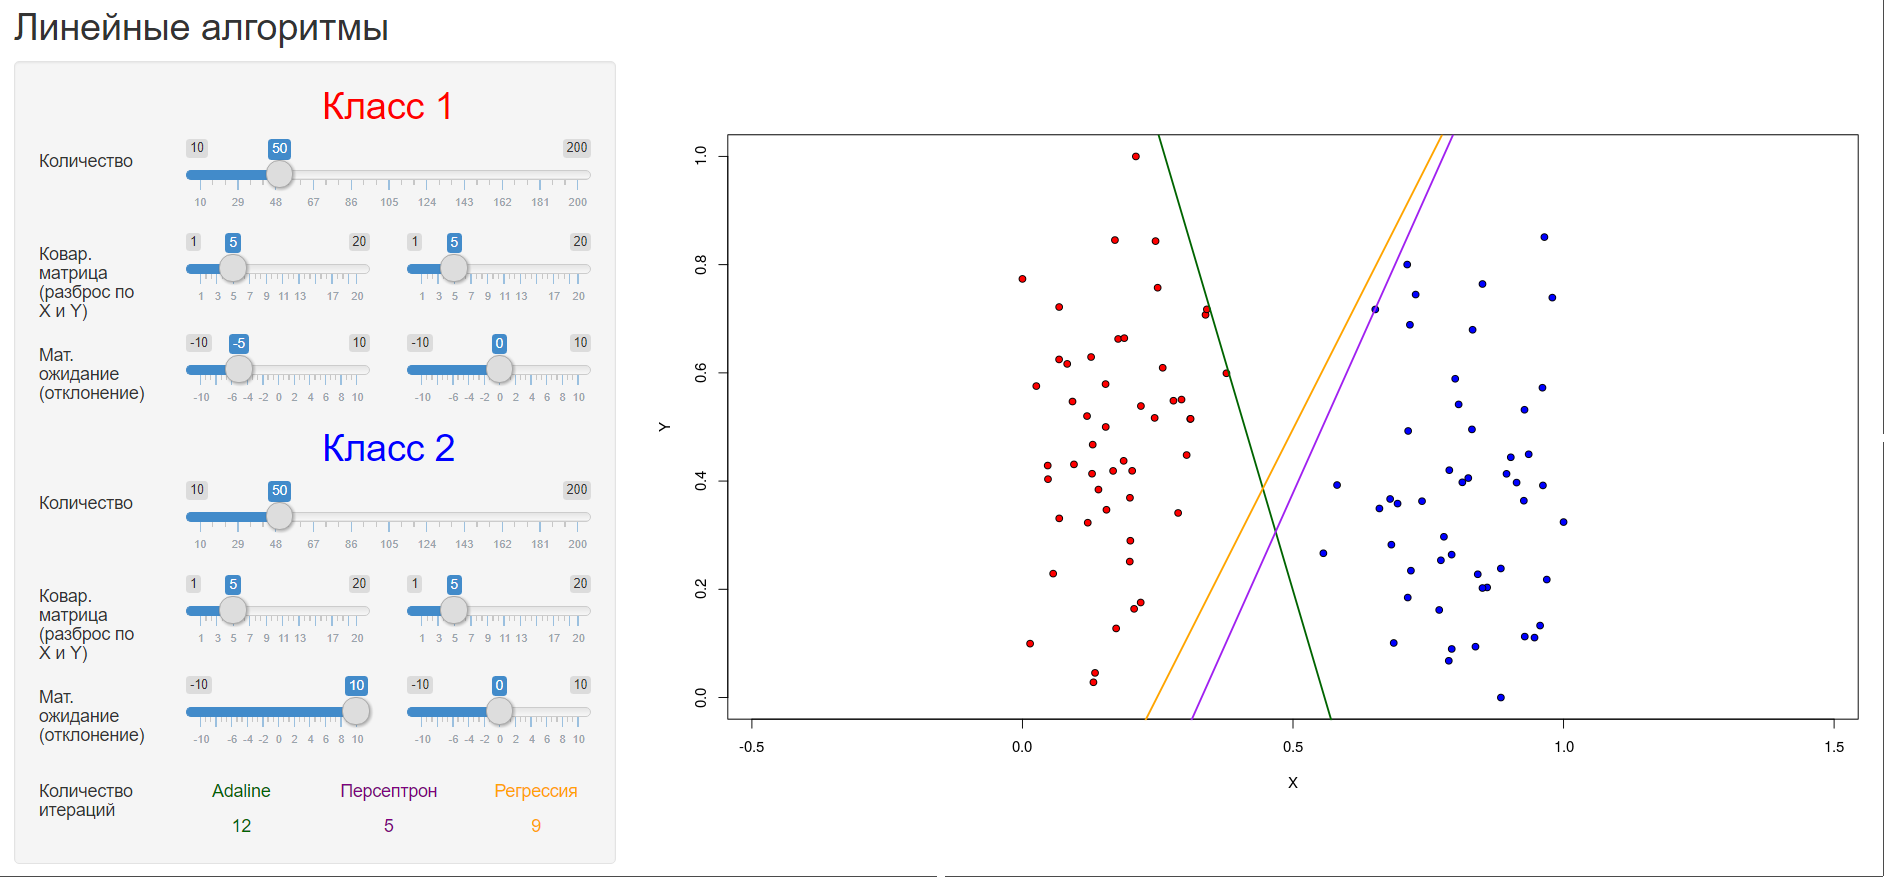 Линейные алгоритмы
Класс 1
Количество
10 50 200
10 29 48 67 86 105 124 143 162 181 200
Ковар.
матрица
(разброс по
X и Y)
1 5 20 1 5 20
1 3 5 7 9 11 13 17 20 1 3 5 7 9 11 13 17 20
Мат.
ожидание
(отклонение)
-10 -5 10 -10 0 10
-10 -6 -4 -2 0 2 4 6 8 10 -10 -6 -4 -2 0 2 4 6 8 10
Класс 2
Количество
10 50 200
10 29 48 67 86 105 124 143 162 181 200
Ковар.
матрица
(разброс по
X и Y)
1 5 20 1 5 20
1 3 5 7 9 11 13 17 20 1 3 5 7 9 11 13 17 20
Мат.
ожидание
(отклонение)
-10 10 -10 0 10
-10 -6 -4 -2 0 2 4 6 8 10 -10 -6 -4 -2 0 2 4 6 8 10
Количество
итераций
Adaline Персептрон Регрессия
12 5 9
Y
1.0
0.8
0.6
0.4
0.2
0.0
-0.5 0.0 0.5 1.0 1.5
X